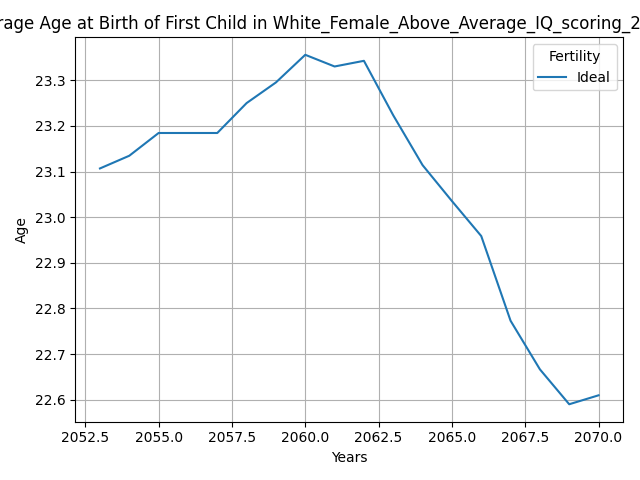 rage Age at Birth of First Child in White_Female_Above_Average_IQ_scoring_2
Fertility
Ideal
23.3
23.2
23.1
23.0
22.9
22.8
22.7
22.6
Age
2052.5 2055.0 2057.5 2060.0 2062.5 2065.0 2067.5 2070.0
Years